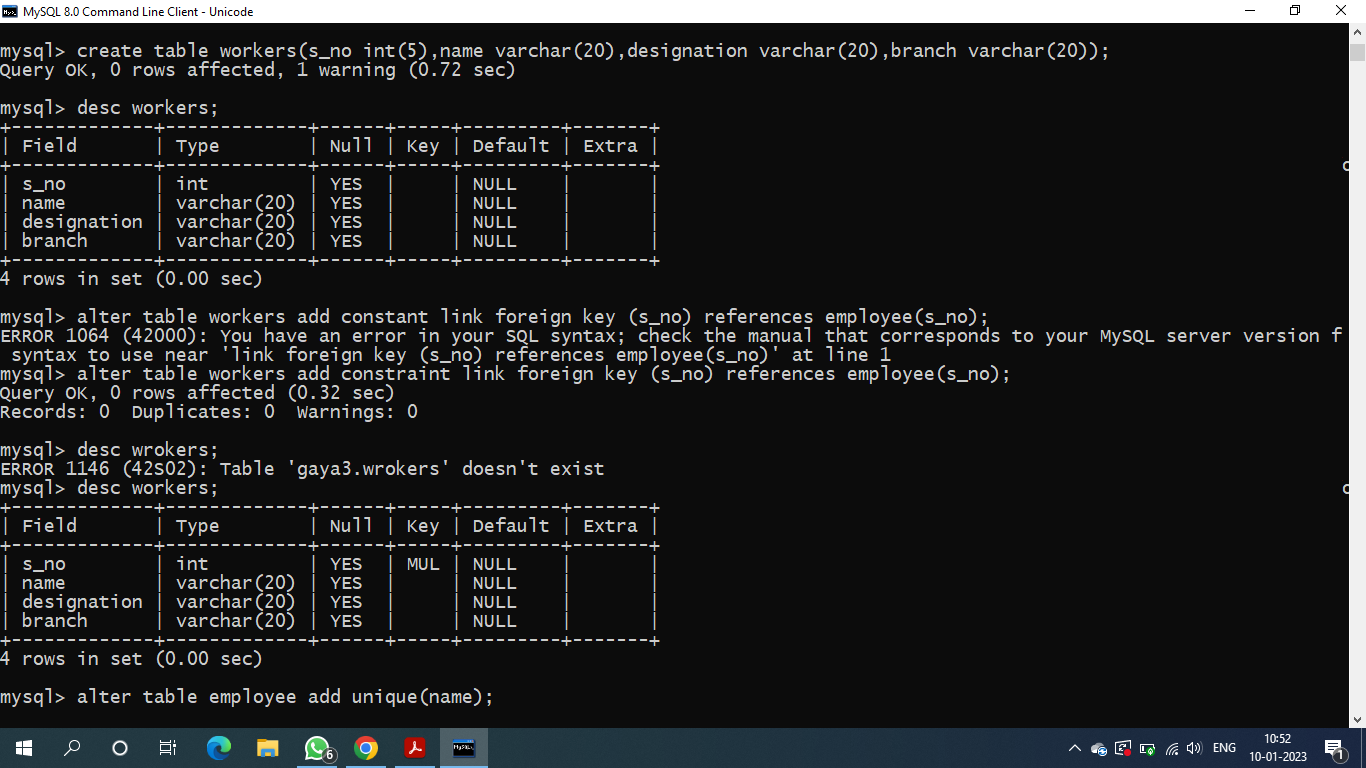 MySQL 8.0 Command Line Client - Unicode
mysql> create table workers(s_no int(5),name varchar(20),designation varchar(20),branch varchar(20));
Query OK, 0 rows affected, 1 warning (0.72 sec)
mysql> desc workers;
+-------------+-------------+------+-----+---------+-------+
| Field       | Type        | Null | Key | Default | Extra |
+-------------+-------------+------+-----+---------+-------+
| s_no        | int         | YES  |     | NULL    |       |
| name        | varchar(20) | YES  |     | NULL    |       |
| designation | varchar(20) | YES  |     | NULL    |       |
| branch      | varchar(20) | YES  |     | NULL    |       |
+-------------+-------------+------+-----+---------+-------+
4 rows in set (0.00 sec)
mysql> alter table workers add constant link foreign key (s_no) references employee(s_no);
ERROR 1064 (42000): You have an error in your SQL syntax; check the manual that corresponds to your MySQL server version f
syntax to use near 'link foreign key (s_no) references employee(s_no)' at line 1
mysql> alter table workers add constraint link foreign key (s_no) references employee(s_no);
Query OK, 0 rows affected (0.32 sec)
Records: 0  Duplicates: 0  Warnings: 0
mysql> desc wrokers;
ERROR 1146 (42S02): Table 'gaya3.wrokers' doesn't exist
mysql> desc workers;
+-------------+-------------+------+-----+---------+-------+
| Field       | Type        | Null | Key | Default | Extra |
+-------------+-------------+------+-----+---------+-------+
| s_no        | int         | YES  | MUL | NULL    |       |
| name        | varchar(20) | YES  |     | NULL    |       |
| designation | varchar(20) | YES  |     | NULL    |       |
| branch      | varchar(20) | YES  |     | NULL    |       |
+-------------+-------------+------+-----+---------+-------+
4 rows in set (0.00 sec)
mysql> alter table employee add unique(name);
6
MySQL
ENG
10:52
10-01-2023
1